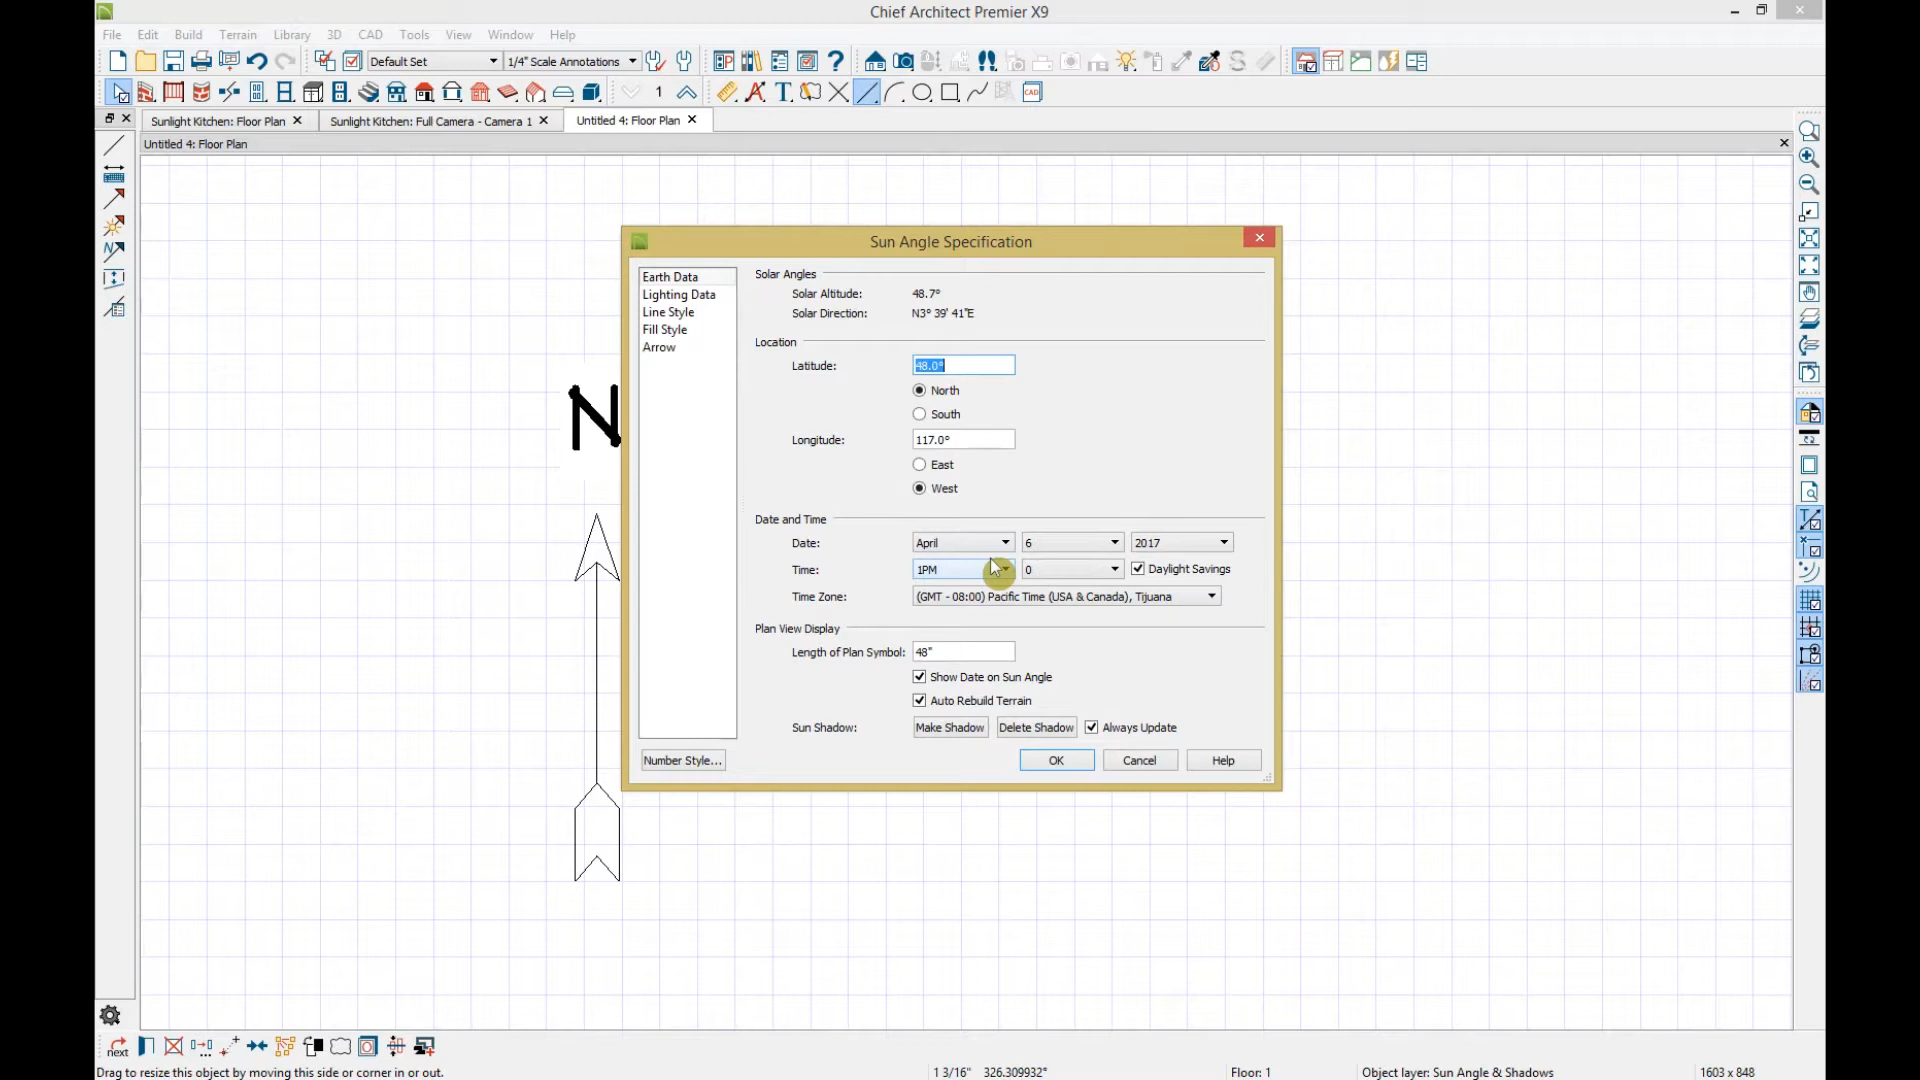 Chief Architect Premier X9
File Edit Build Terrain Library 3D CAD Tools View Window Help
Default Set 1/4" Scale Annotations
1 CAD
Sunlight Kitchen: Floor Plan Sunlight Kitchen: Full Camera - Camera 1 Untitled 4: Floor Plan
Untitled 4: Floor Plan
N
Sun Angle Specification
Earth Data
Lighting Data
Line Style
Fill Style
Arrow
Solar Angles
Solar Altitude: 48.7°
Solar Direction: N3° 39' 41"E
Location
Latitude: 48.0°
North
South
Longitude: 117.0°
East
West
Date and Time
Date: April 6 2017
Time: 1PM 0 Daylight Savings
Time Zone: (GMT - 08:00) Pacific Time (USA & Canada), Tijuana
Plan View Display
Length of Plan Symbol: 48"
Show Date on Sun Angle
Auto Rebuild Terrain
Sun Shadow: Make Shadow Delete Shadow Always Update
Number Style... OK Cancel Help
next
Drag to resize this object by moving this side or corner in or out. 1 3/16" 326.309932° Floor: 1 Object layer: Sun Angle & Shadows 1603 x 848